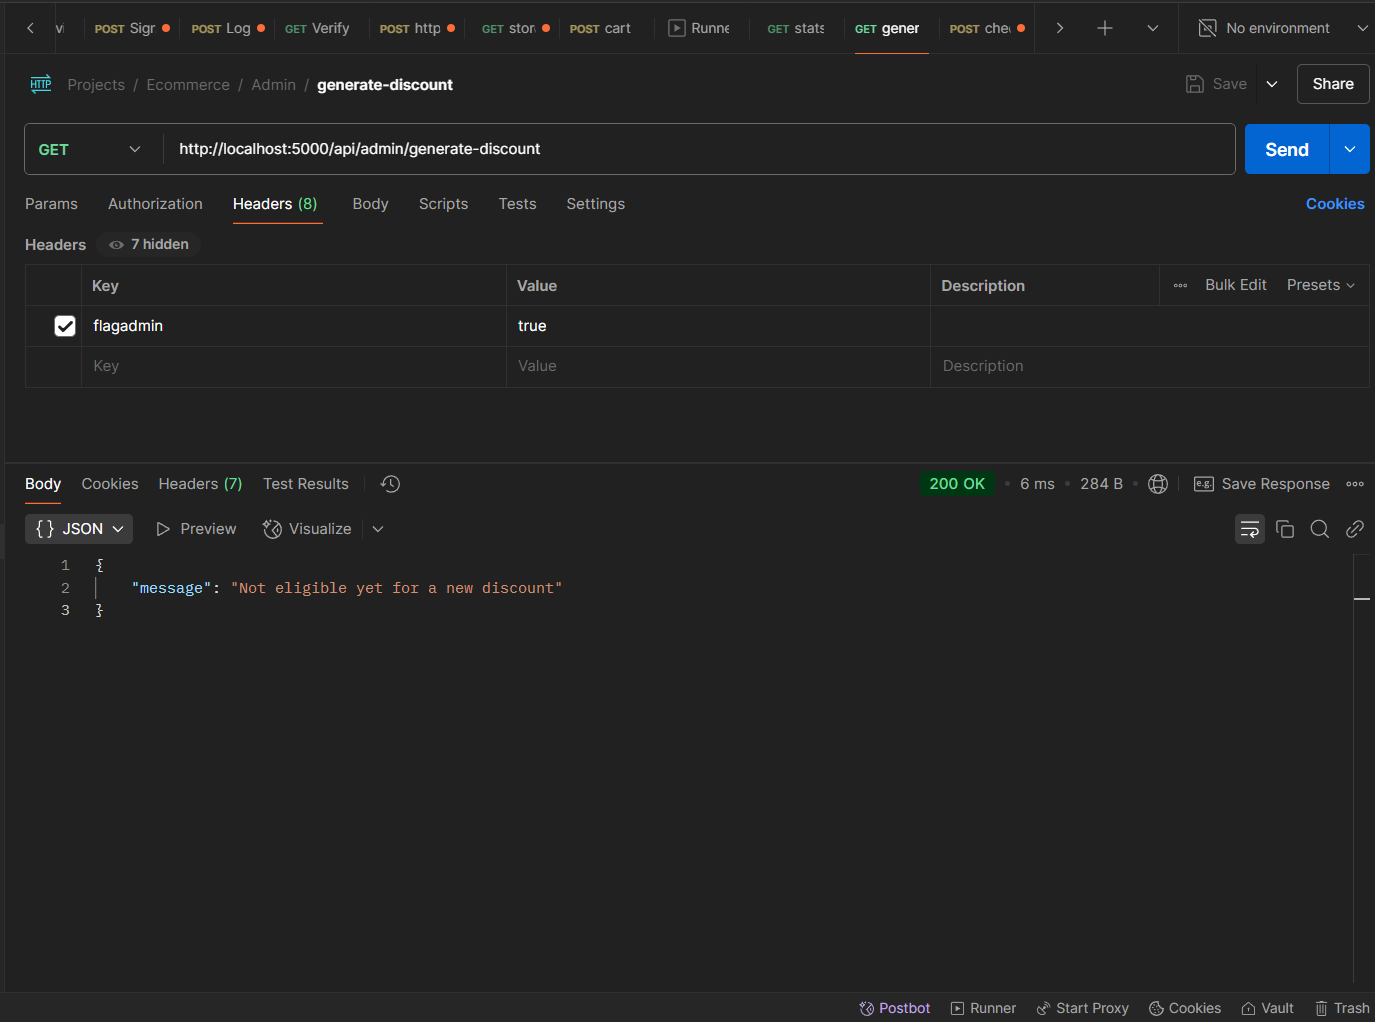 vi POST Sigr POST Log GET Verify POST http GET stor POST cart Runne GET stats GET gener POST che No environment
HTTP Projects / Ecommerce / Admin / generate-discount Save Share
GET http://localhost:5000/api/admin/generate-discount Send
Params Authorization Headers (8) Body Scripts Tests Settings Cookies
Headers 7 hidden
Key Value Description Bulk Edit Presets
flagadmin true
Key Value Description
Body Cookies Headers (7) Test Results 200 OK 6 ms 284 B e.g. Save Response
{} JSON Preview Visualize
1 {
2 "message": "Not eligible yet for a new discount"
3 }
Postbot Runner Start Proxy Cookies Vault Trash